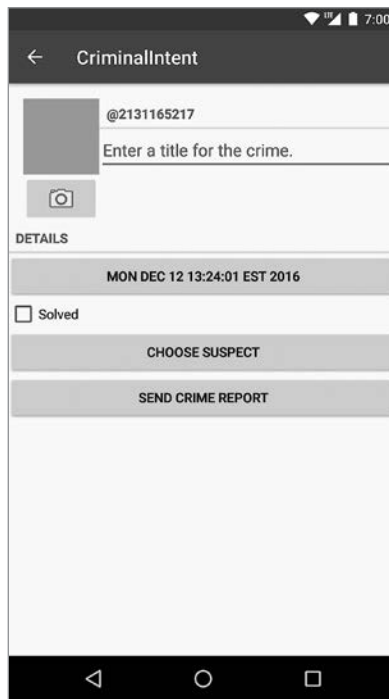 LTE 7:00
CriminalIntent
@2131165217
Enter a title for the crime.
DETAILS
MON DEC 12 13:24:01 EST 2016
Solved
CHOOSE SUSPECT
SEND CRIME REPORT